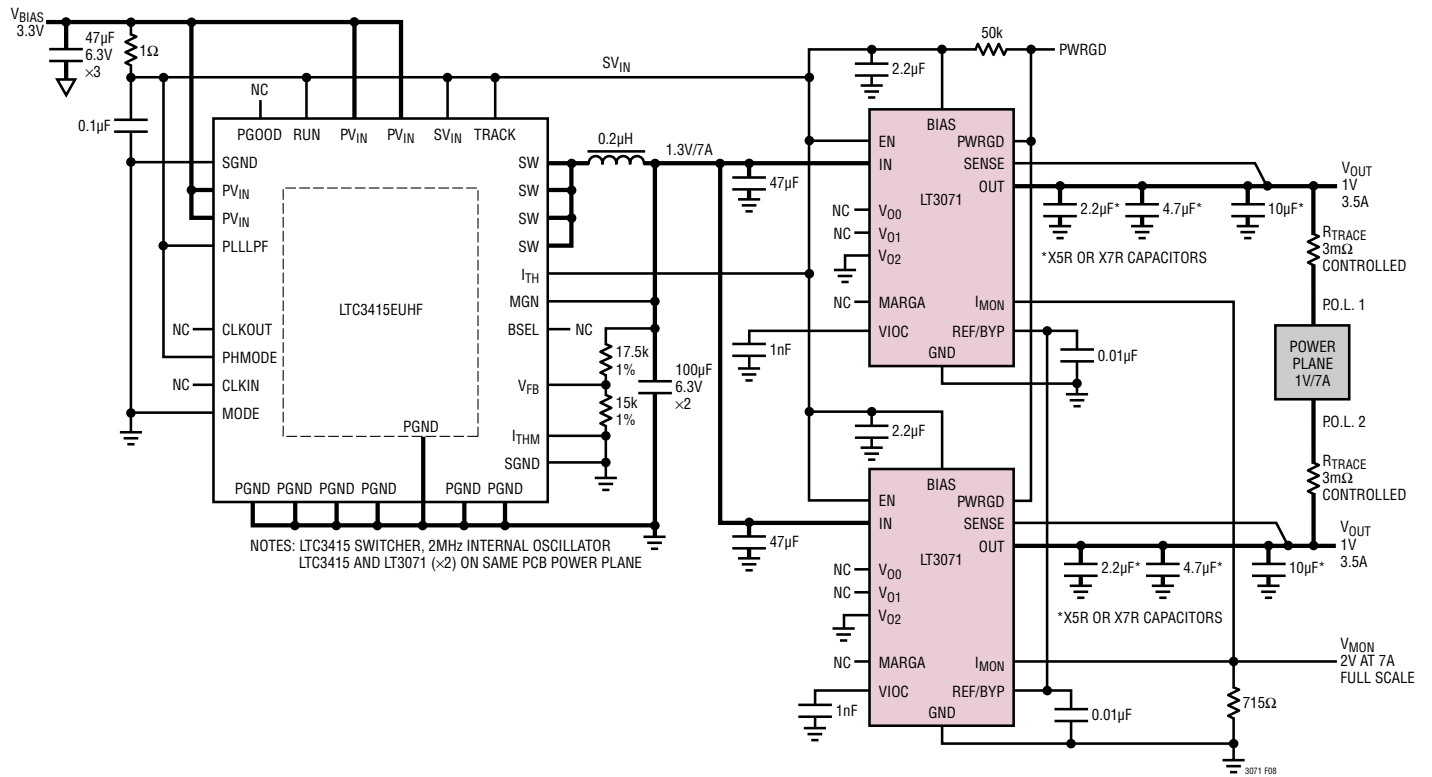 VBIAS
3.3V
47µF
6.3V
×3
1Ω
0.1µF
SVIN
50k
PWRGD
2.2µF
NC
PGOOD
RUN
PVIN
PVIN
SVIN
TRACK
SGND
PVIN
PVIN
PLLLPF
NC
CLKOUT
PHMODE
NC
CLKIN
MODE
LTC3415EUHF
SW
SW
SW
SW
ITH
MGN
BSEL
NC
VFB
ITHM
SGND
PGND
PGND
PGND
PGND
PGND
PGND
PGND
0.2µH
1.3V/7A
17.5k
1%
15k
1%
100µF
6.3V
×2
NOTES: LTC3415 SWITCHER, 2MHz INTERNAL OSCILLATOR
LTC3415 AND LT3071 (×2) ON SAME PCB POWER PLANE
47µF
BIAS
EN
PWRGD
IN
SENSE
OUT
LT3071
NC
VO0
NC
VO1
VO2
NC
MARGA
IMON
VIOC
REF/BYP
GND
1nF
0.01µF
2.2µF*
4.7µF*
10µF*
*X5R OR X7R CAPACITORS
VOUT
1V
3.5A
RTRACE
3mΩ
CONTROLLED
P.O.L. 1
POWER
PLANE
1V/7A
P.O.L. 2
RTRACE
3mΩ
CONTROLLED
2.2µF
47µF
BIAS
EN
PWRGD
IN
SENSE
OUT
LT3071
NC
VO0
NC
VO1
VO2
NC
MARGA
IMON
VIOC
REF/BYP
GND
1nF
0.01µF
2.2µF*
4.7µF*
10µF*
*X5R OR X7R CAPACITORS
VOUT
1V
3.5A
VMON
2V AT 7A
FULL SCALE
715Ω
3071 F08